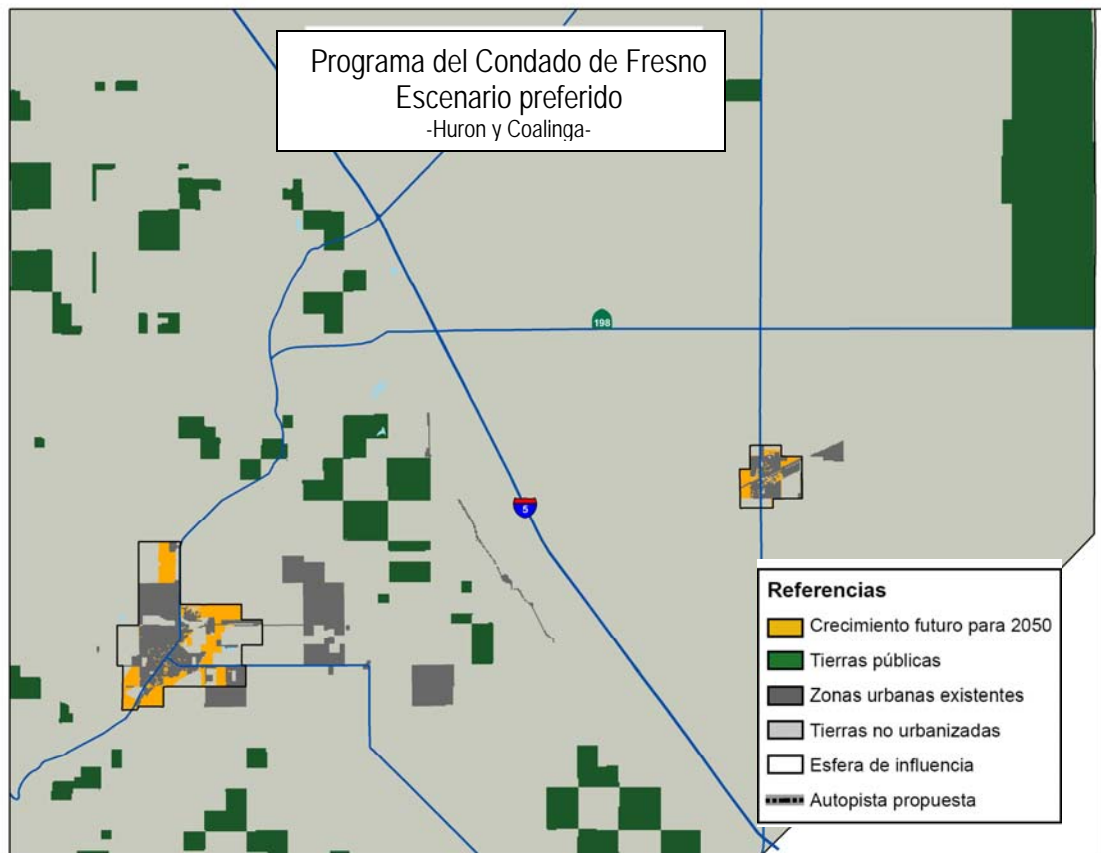 Programa del Condado de Fresno
Escenario preferido
-Huron y Coalinga-
198
5
Referencias
Crecimiento futuro para 2050
Tierras públicas
Zonas urbanas existentes
Tierras no urbanizadas
Esfera de influencia
Autopista propuesta